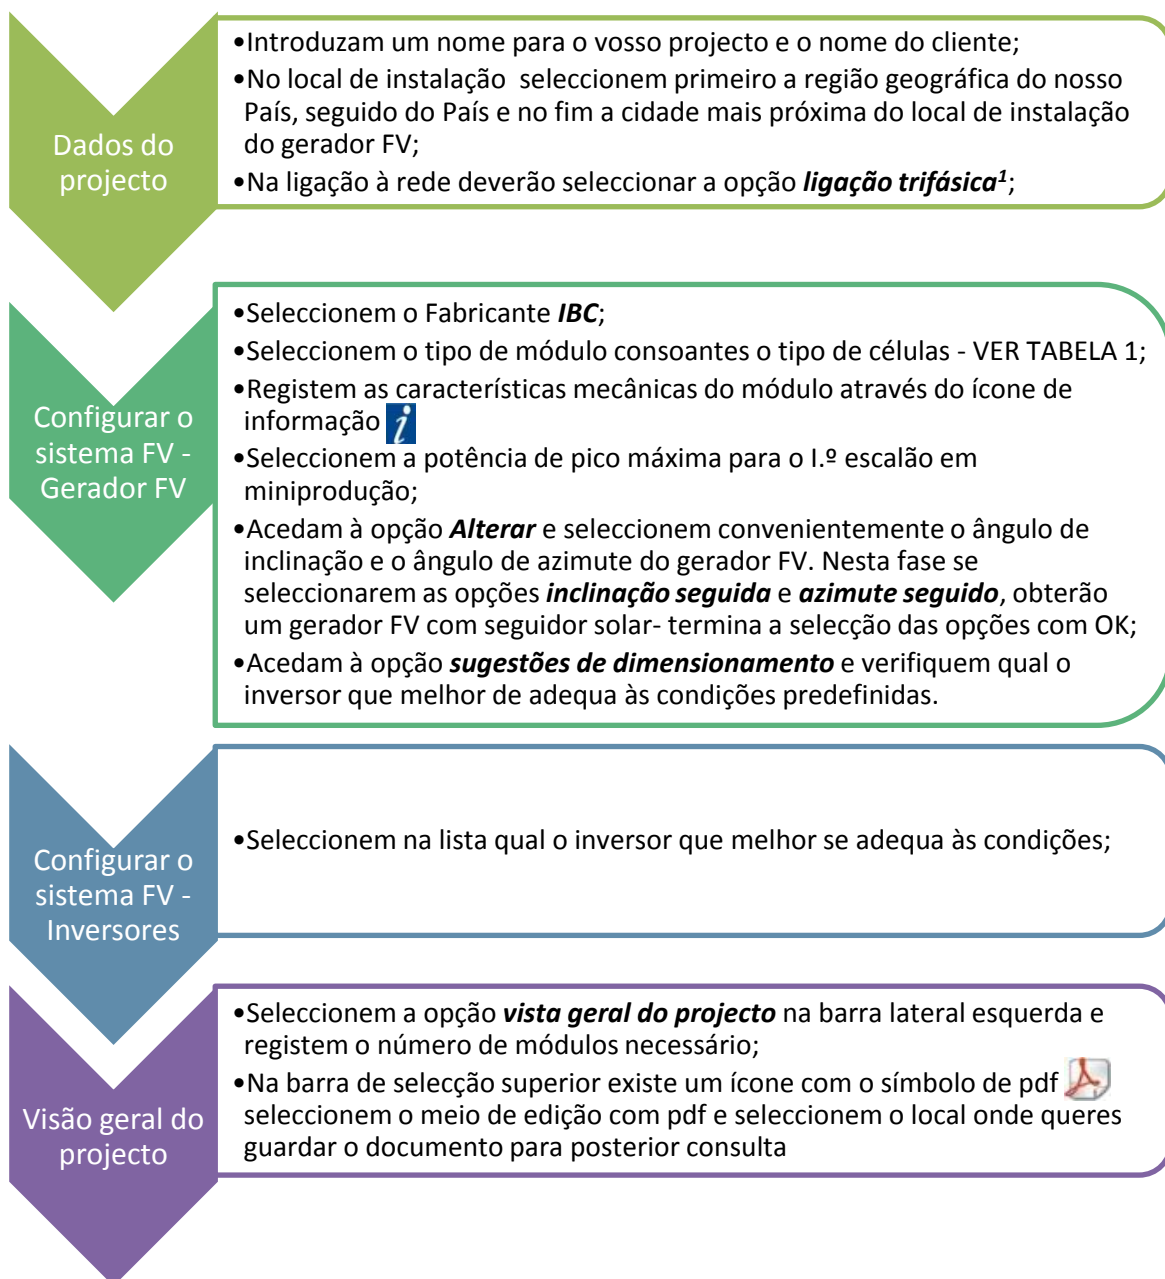 Dados do
projecto
•Introduzam um nome para o vosso projecto e o nome do cliente;
•No local de instalação  seleccionem primeiro a região geográfica do nosso
País, seguido do País e no fim a cidade mais próxima do local de instalação
do gerador FV;
•Na ligação à rede deverão seleccionar a opção ligação trifásica¹;
Configurar o
sistema FV -
Gerador FV
•Seleccionem o Fabricante IBC;
•Seleccionem o tipo de módulo consoantes o tipo de células - VER TABELA 1;
•Registem as características mecânicas do módulo através do ícone de
informação i
•Seleccionem a potência de pico máxima para o I.º escalão em
miniprodução;
•Acedam à opção Alterar e seleccionem convenientemente o ângulo de
inclinação e o ângulo de azimute do gerador FV. Nesta fase se
seleccionarem as opções inclinação seguida e azimute seguido, obterão
um gerador FV com seguidor solar- termina a selecção das opções com OK;
•Acedam à opção sugestões de dimensionamento e verifiquem qual o
inversor que melhor de adequa às condições predefinidas.
Configurar o
sistema FV -
Inversores
•Seleccionem na lista qual o inversor que melhor se adequa às condições;
Visão geral do
projecto
•Seleccionem a opção vista geral do projecto na barra lateral esquerda e
registem o número de módulos necessário;
•Na barra de selecção superior existe um ícone com o símbolo de pdf
seleccionem o meio de edição com pdf e seleccionem o local onde queres
guardar o documento para posterior consulta